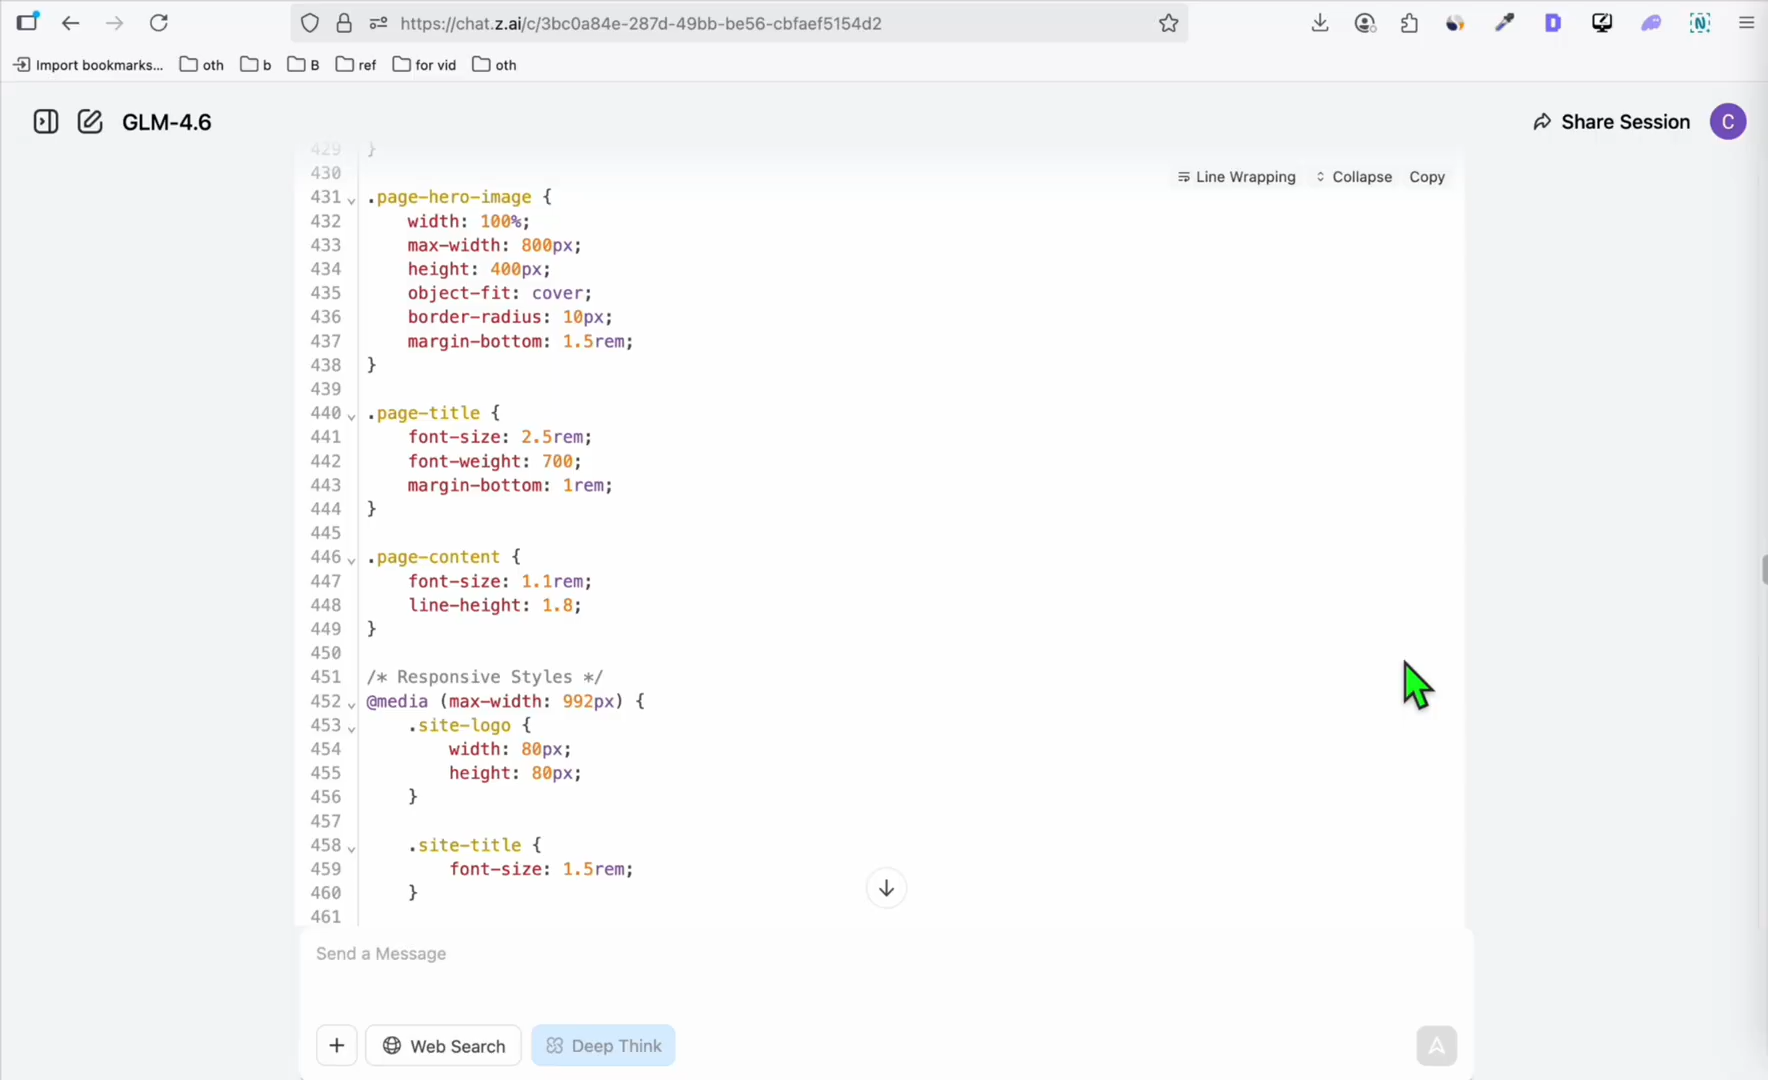 https://chat.z.ai/c/3bc0a84e-287d-49bb-be56-cbfaef5154d2
Import bookmarks... oth b B ref for vid oth
GLM-4.6
Share Session C
429 }
430
Line Wrapping Collapse Copy
431 .page-hero-image {
432 width: 100%;
433 max-width: 800px;
434 height: 400px;
435 object-fit: cover;
436 border-radius: 10px;
437 margin-bottom: 1.5rem;
438 }
439
440 .page-title {
441 font-size: 2.5rem;
442 font-weight: 700;
443 margin-bottom: 1rem;
444 }
445
446 .page-content {
447 font-size: 1.1rem;
448 line-height: 1.8;
449 }
450
451 /* Responsive Styles */
452 @media (max-width: 992px) {
453 .site-logo {
454 width: 80px;
455 height: 80px;
456 }
457
458 .site-title {
459 font-size: 1.5rem;
460 }
461
Send a Message
Web Search Deep Think